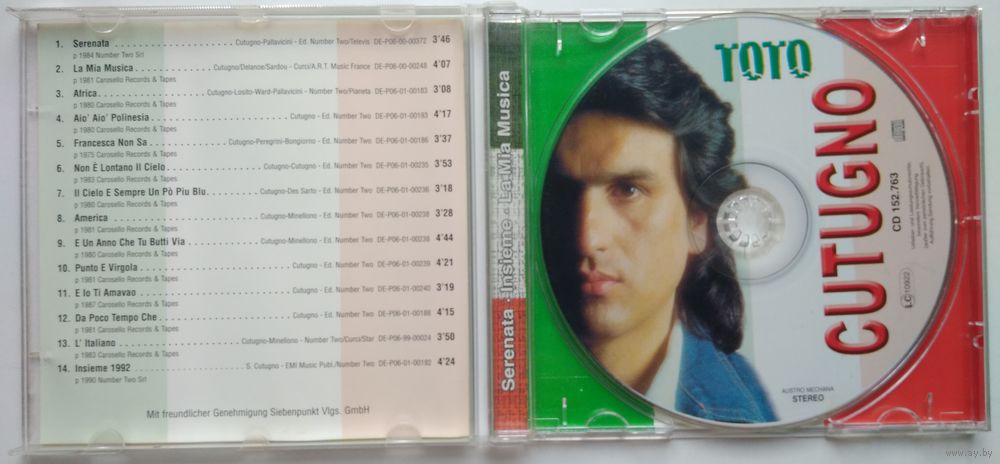 1. Serenata . . . . . . . . . . . . . . . . . . . Cutugno-Pallavicini - Ed. Number Two/Televis DE-P06-00-00372 3'46
p 1984 Number Two Srl
2. La Mia Musica . . . . . . . . . . Cutugno/Delanoe/Sardou - Curci/A.R.T. Music France DE-P06-00-00248 4'07
p 1981 Carosello Records & Tapes
3. Africa . . . . . . . . . . . . . . . Cutugno-Losito-Ward-Pallavicini - Number Two/Pianeta DE-P06-01-00183 3'08
p 1980 Carosello Records & Tapes
4. Aio' Aio' Polinesia . . . . . . . . . . . . . . . Cutugno - Ed. Number Two DE-P06-01-00193 4'17
p 1980 Carosello Records & Tapes
5. Francesca Non Sa . . . . . . . . . . Cutugno-Peregrini-Bongiorno - Ed. Number Two DE-P06-01-00186 3'37
p 1975 Carosello Records & Tapes
6. Non È Lontano Il Cielo . . . . . . . . . . Cutugno-Cutugno - Ed. Number Two DE-P06-01-00235 3'53
p 1983 Carosello Records & Tapes
7. Il Cielo E Sempre Un Pò Piu Blu . . . . . . . Cutugno-Des Sarto - Ed. Number Two DE-P06-01-00236 3'18
p 1980 Carosello Records & Tapes
8. America . . . . . . . . . . . . . . . Cutugno-Minellono - Ed. Number Two DE-P06-01-00238 3'28
p 1981 Carosello Records & Tapes
9. E Un Anno Che Tu Butti Via . . . . . . . . . . Cutugno-Minellono - Ed. Number Two DE-P06-01-00238 4'44
p 1980 Carosello Records & Tapes
10. Punto E Virgola . . . . . . . . . . . . . . . Cutugno - Ed. Number Two DE-P06-01-00239 4'21
p 1981 Carosello Records & Tapes
11. E Io Ti Amavao . . . . . . . . . . . . . . . Cutugno - Ed. Number Two DE-P06-01-00240 3'19
p 1987 Carosello Records & Tapes
12. Da Poco Tempo Che . . . . . . . . . . . . . . . Cutugno - Ed. Number Two DE-P06-01-00188 4'15
p 1981 Carosello Records & Tapes
13. L' Italiano . . . . . . . . . . . . . . . Cutugno-Minellono - Number Two/Curci/Star DE-P06-99-00024 3'50
p 1983 Carosello Records & Tapes
14. Insieme 1992 . . . . . . . . . . . . . . . S. Cutugno - EMI Music Publ./Number Two DE-P06-01-00192 4'24
p 1990 Number Two Srl
Mit freundlicher Genehmigung Siebenpunkt Vlgs. GmbH
Serenata · Insieme · La Mia Musica
TOTO
CUTUGNO
CD 152.763
LC 10922
AUSTRO MECHANA
STEREO
www.ay.by